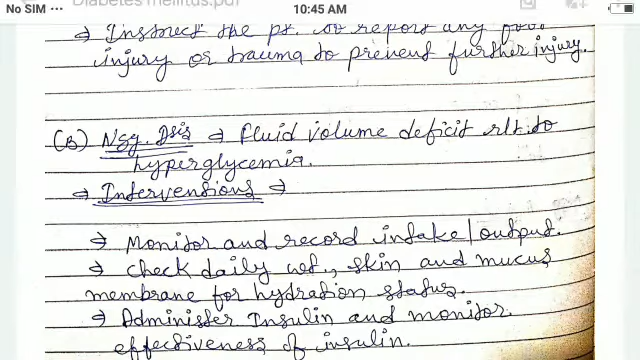 Diabetes mellitus.pdf
No SIM 10:45 AM
⇒ Instruct the pt. to report any foot
injury or trauma to prevent further injury.
(B) Nsg. Dsis ⇒ Fluid volume deficit rlt. to
hyperglycemia.
⇒ Interventions ⇒
⇒ Monitor and record intake/output.
⇒ Check daily wt., skin and mucus
membrane for hydration status.
⇒ Administer Insulin and monitor
effectiveness of insulin.